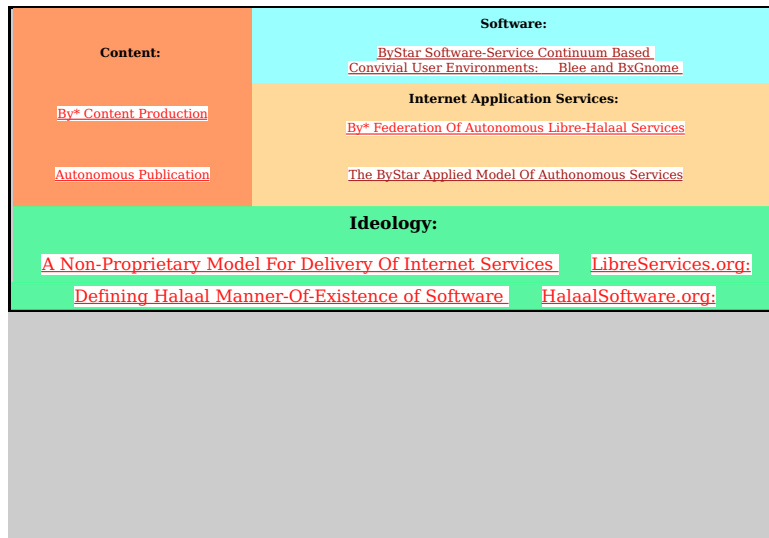 Content:
By* Content Production
Autonomous Publication
Software:
ByStar Software-Service Continuum Based
Convivial User Environments: Blee and BxGnome
Internet Application Services:
By* Federation Of Autonomous Libre-Halaal Services
The ByStar Applied Model Of Authonomous Services
Ideology:
A Non-Proprietary Model For Delivery Of Internet Services LibreServices.org:
Defining Halaal Manner-Of-Existence of Software HalaalSoftware.org: